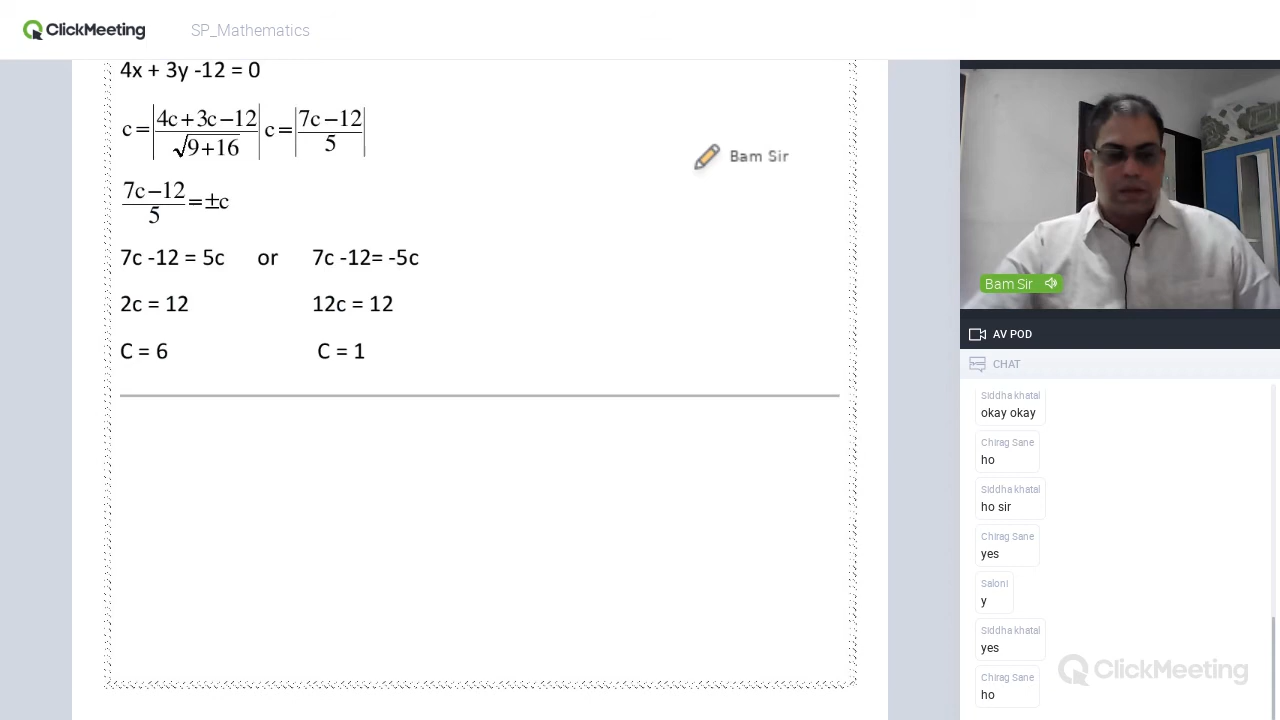 ClickMeeting
SP_Mathematics
4x + 3y -12 = 0
c = |(4c + 3c − 12)/√(9 + 16)| c = |(7c − 12)/5|
(7c − 12)/5 = ±c
7c -12 = 5c or 7c -12= -5c
2c = 12 12c = 12
C = 6 C = 1
Bam Sir
Bam Sir
AV POD
CHAT
Siddha khatal
okay okay
Chirag Sane
ho
Siddha khatal
ho sir
Chirag Sane
yes
Saloni
y
Siddha khatal
yes
Chirag Sane
ho
ClickMeeting